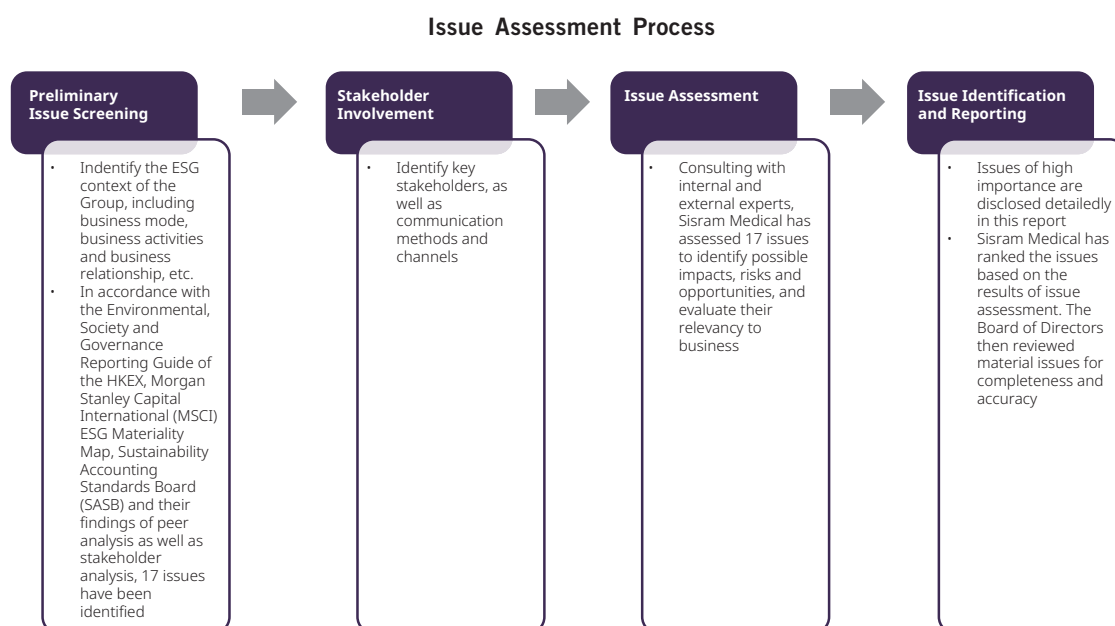 Issue Assessment Process
Preliminary
Issue Screening
• Indentify the ESG
context of the
Group, including
business mode,
business activities
and business
relationship, etc.
• In accordance with
the Environmental,
Society and
Governance
Reporting Guide of
the HKEX, Morgan
Stanley Capital
International (MSCI)
ESG Materiality
Map, Sustainability
Accounting
Standards Board
(SASB) and their
findings of peer
analysis as well as
stakeholder
analysis, 17 issues
have been
identified
Stakeholder
Involvement
• Identify key
stakeholders, as
well as
communication
methods and
channels
Issue Assessment
• Consulting with
internal and
external experts,
Sisram Medical has
assessed 17 issues
to identify possible
impacts, risks and
opportunities, and
evaluate their
relevancy to
business
Issue Identification
and Reporting
• Issues of high
importance are
disclosed detailedly
in this report
• Sisram Medical has
ranked the issues
based on the
results of issue
assessment. The
Board of Directors
then reviewed
material issues for
completeness and
accuracy